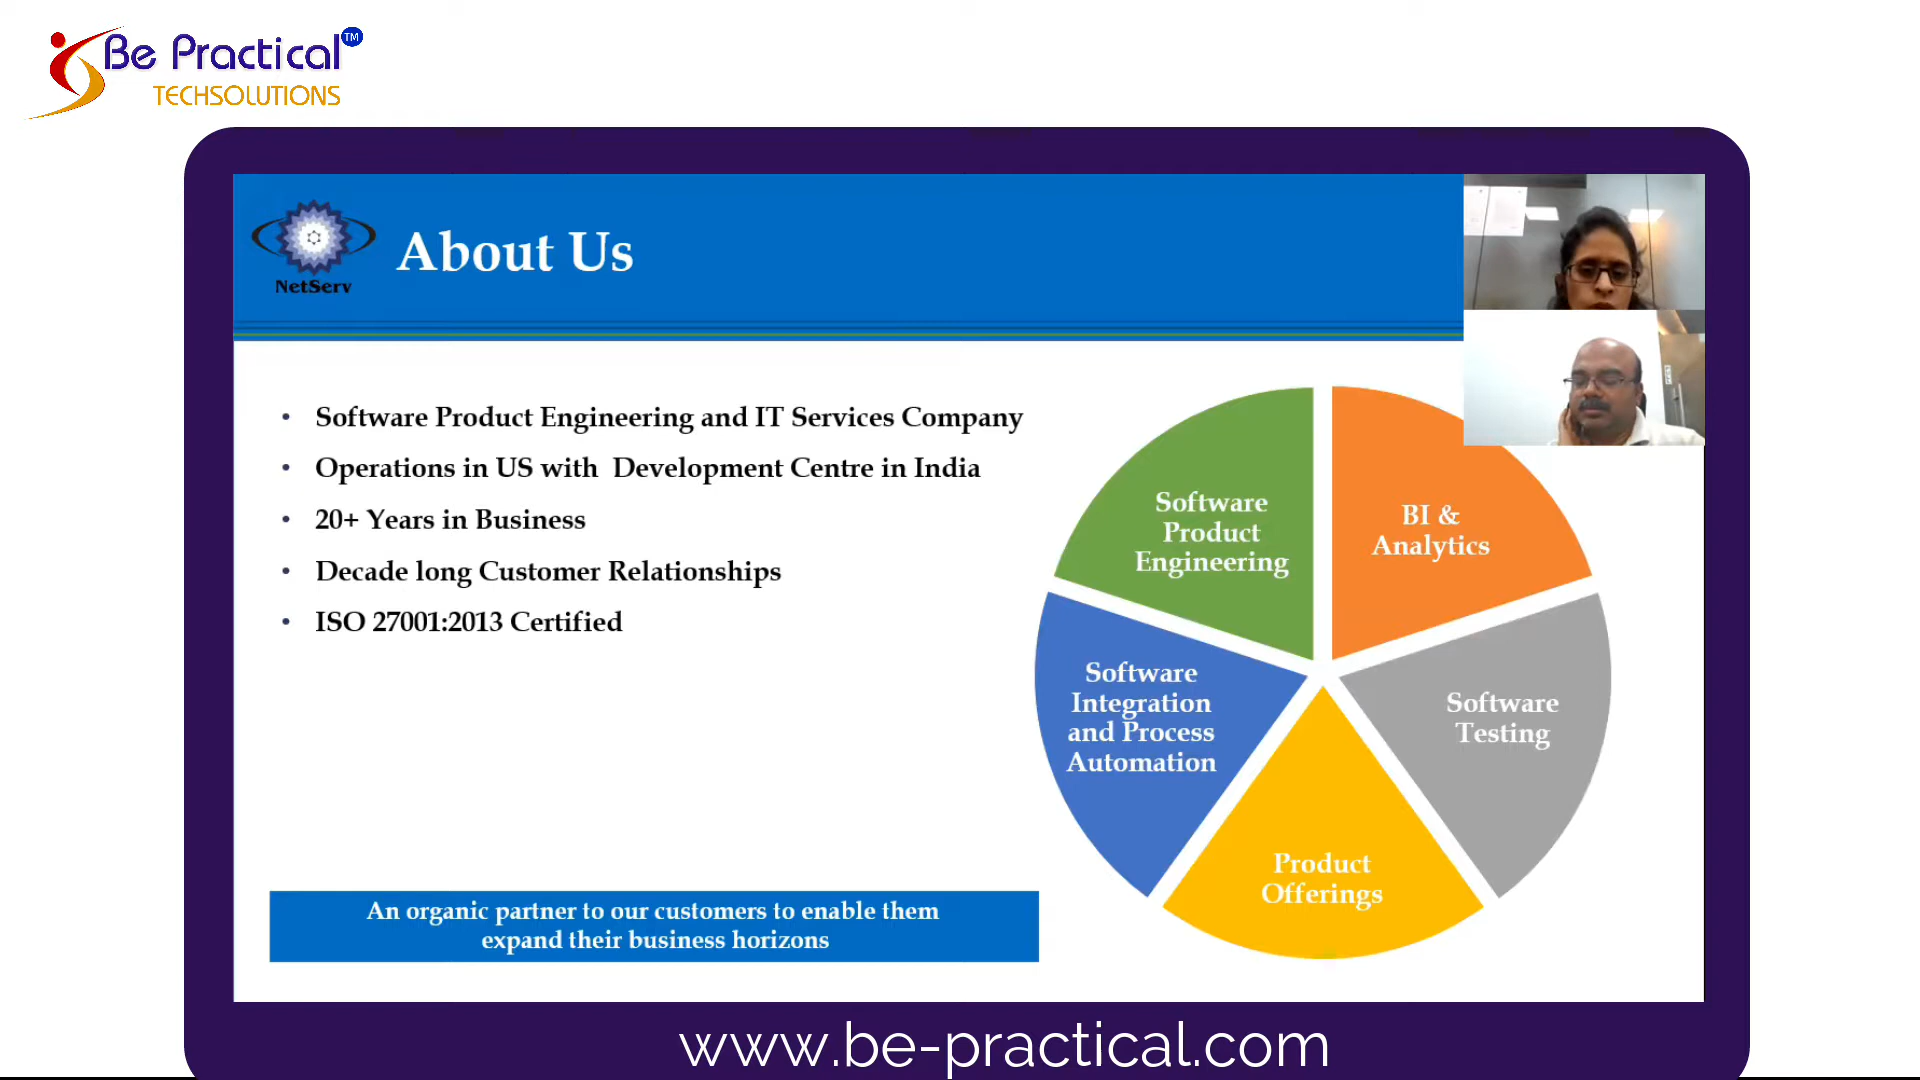 Be Practical TM
TECHSOLUTIONS
NetServ
About Us
• Software Product Engineering and IT Services Company
• Operations in US with Development Centre in India
• 20+ Years in Business
• Decade long Customer Relationships
• ISO 27001:2013 Certified
An organic partner to our customers to enable them
expand their business horizons
Software
Product
Engineering
BI &
Analytics
Software
Integration
and Process
Automation
Software
Testing
Product
Offerings
www.be-practical.com